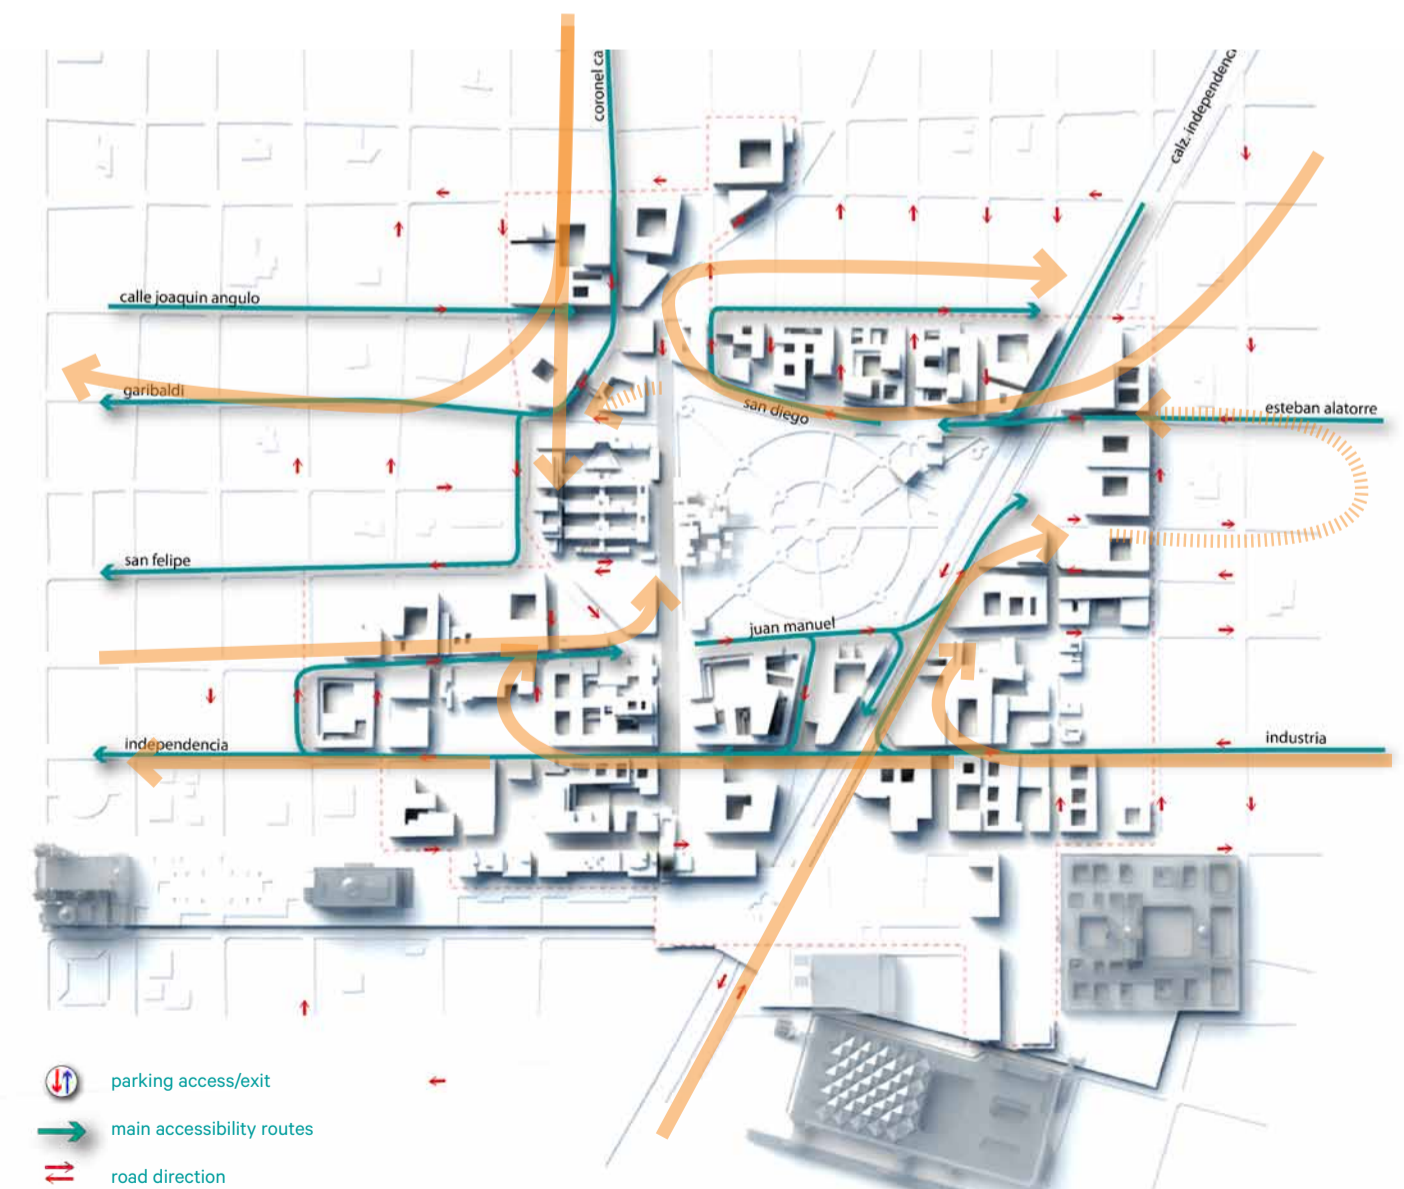 coronel ca
calz. independenci
calle joaquin angulo
garibaldi
san diego
esteban alatorre
san felipe
juan manuel
independencia
industria
parking access/exit
main accessibility routes
road direction